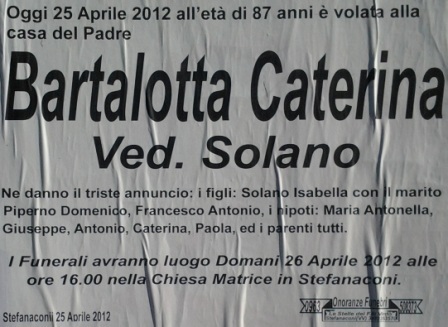 Oggi 25 Aprile 2012 all'età di 87 anni è volata alla
casa del Padre
Bartalotta Caterina
Ved. Solano
Ne danno il triste annuncio: i figli: Solano Isabella con il marito
Piperno Domenico, Francesco Antonio, i nipoti: Maria Antonella,
Giuseppe, Antonio, Caterina, Paola, ed i parenti tutti.
I Funerali avranno luogo Domani 26 Aprile 2012 alle
ore 16.00 nella Chiesa Matrice in Stefanaconi.
Stefanaconi 25 Aprile 2012
0963 Onoranze Funebri